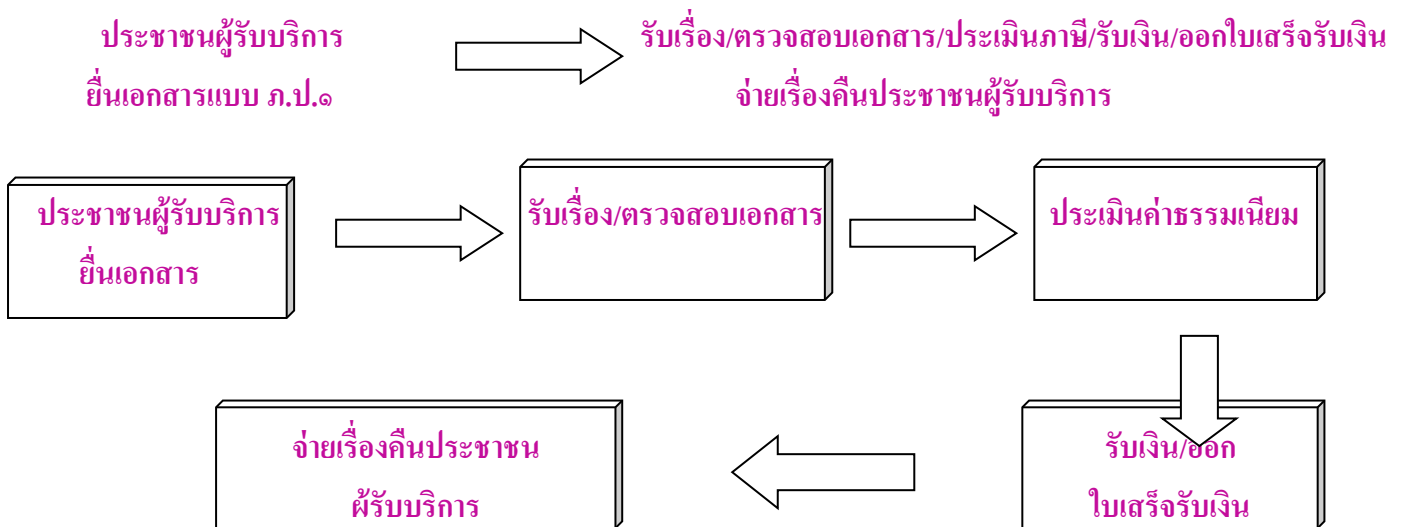 ประชาชนผู้รับบริการ
ยื่นเอกสารแบบ ภ.ป.๑
รับเรื่อง/ตรวจสอบเอกสาร/ประเมินภาษี/รับเงิน/ออกใบเสร็จรับเงิน
จ่ายเรื่องคืนประชาชนผู้รับบริการ
ประชาชนผู้รับบริการ
ยื่นเอกสาร
รับเรื่อง/ตรวจสอบเอกสาร
ประเมินค่าธรรมเนียม
รับเงิน/ออก
ใบเสร็จรับเงิน
จ่ายเรื่องคืนประชาชน
ผู้รับบริการ